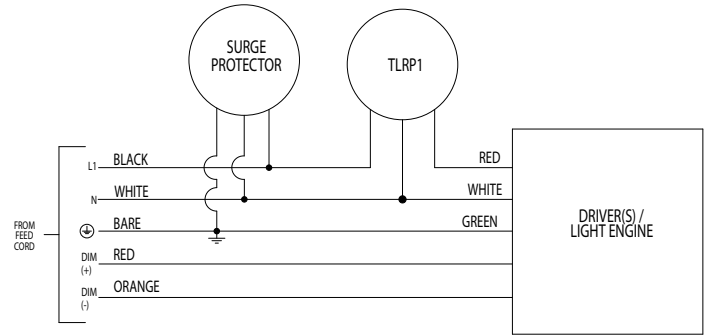 SURGE
PROTECTOR
TLRP1
L1 BLACK
RED
N WHITE
WHITE
BARE
GREEN
FROM
FEED
CORD
DRIVER(S) /
LIGHT ENGINE
DIM
(+)
RED
DIM
(-)
ORANGE